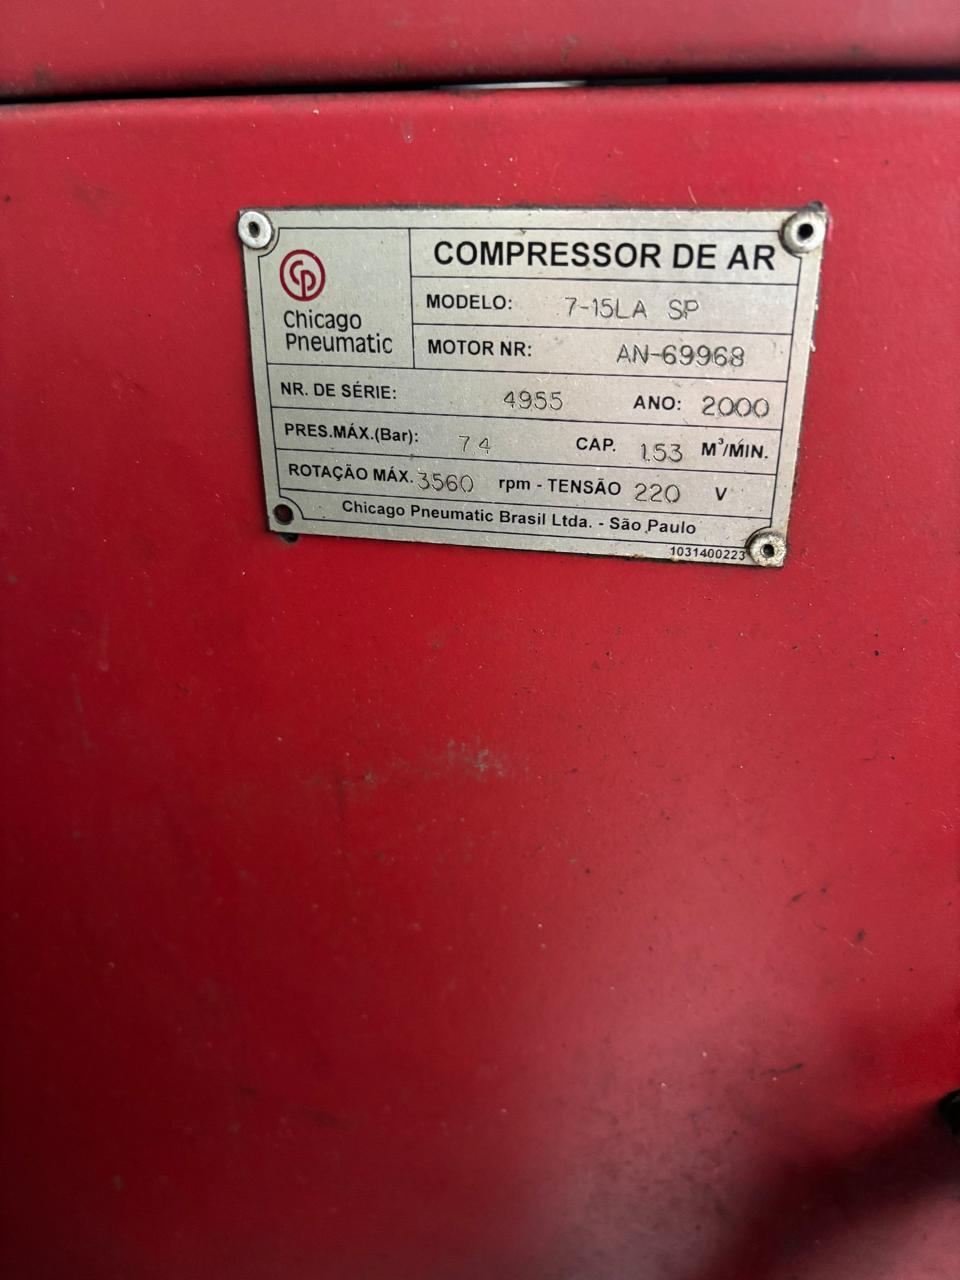 COMPRESSOR DE AR
CP
Chicago
Pneumatic
MODELO: 7-15LA SP
MOTOR NR: AN-69968
NR. DE SÉRIE: 4955 ANO: 2000
PRES.MÁX.(Bar): 7.4 CAP. 1.53 M³/MIN.
ROTAÇÃO MÁX. 3560 rpm - TENSÃO 220 V
Chicago Pneumatic Brasil Ltda. - São Paulo
1031400223